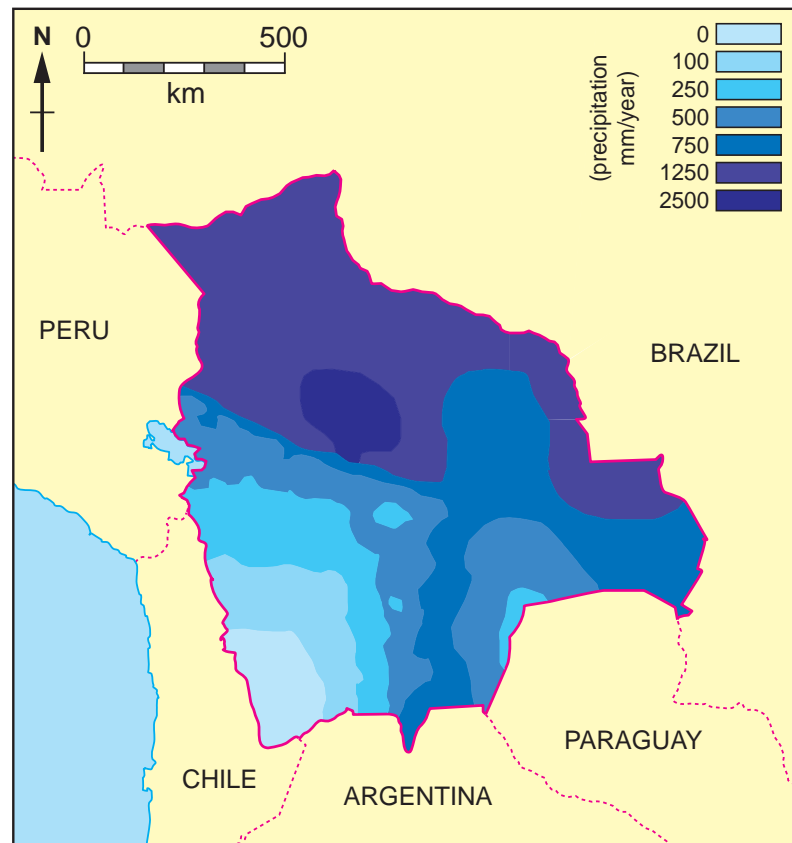 N
0 500
km
(precipitation
mm/year)
0
100
250
500
750
1250
2500
PERU
BRAZIL
PARAGUAY
CHILE
ARGENTINA